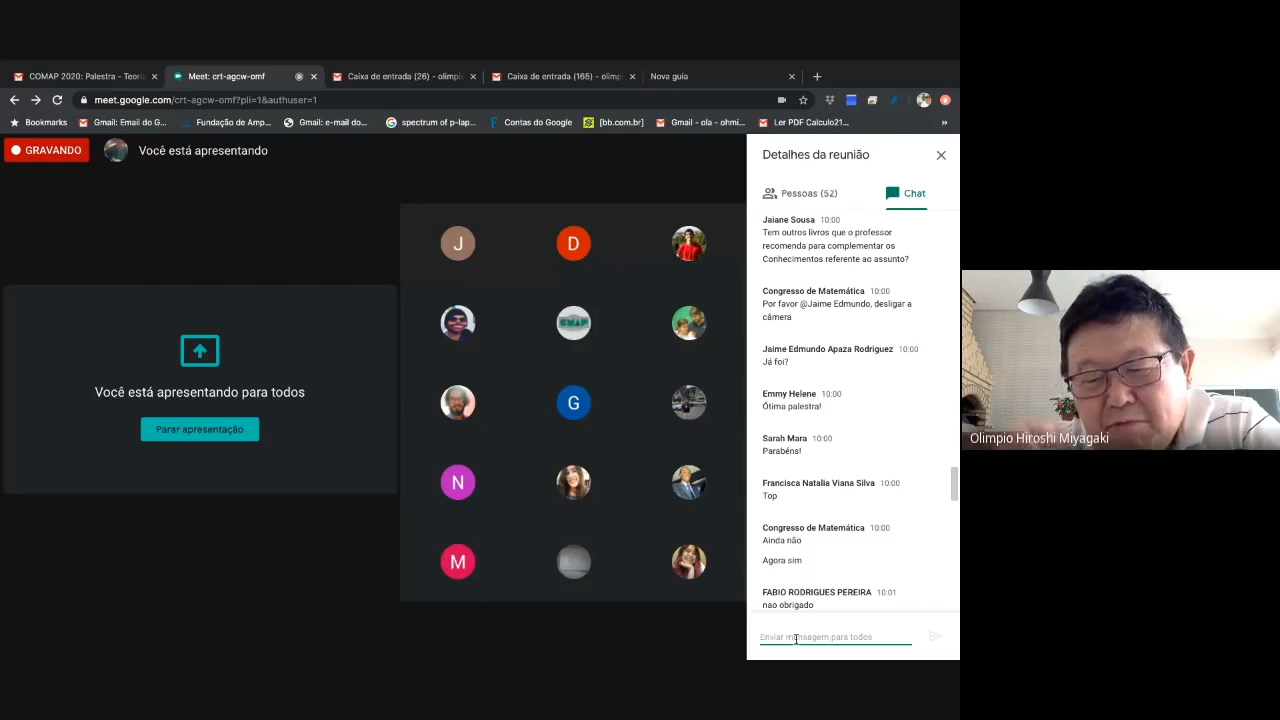 COMAP 2020: Palestra - Teori
Meet: crt-agcw-omf
Caixa de entrada (26) - olimpi
Caixa de entrada (165) - olimp
Nova guia
meet.google.com/crt-agcw-omf?pli=1&authuser=1
Bookmarks
Gmail: Email do G...
Fundação de Amp...
Gmail: e-mail do...
spectrum of p-lap...
Contas do Google
[bb.com.br]
Gmail - ola - ohmi...
Ler PDF Calculo21...
GRAVANDO
Você está apresentando
J
D
G
N
M
CMAP
Você está apresentando para todos
Parar apresentação
Detalhes da reunião
Pessoas (52)
Chat
Jaiane Sousa 10:00
Tem outros livros que o professor
recomenda para complementar os
Conhecimentos referente ao assunto?
Congresso de Matemática 10:00
Por favor @Jaime Edmundo, desligar a
câmera
Jaime Edmundo Apaza Rodriguez 10:00
Já foi?
Emmy Helene 10:00
Ótima palestra!
Sarah Mara 10:00
Parabéns!
Francisca Natalia Viana Silva 10:00
Top
Congresso de Matemática 10:00
Ainda não
Agora sim
FABIO RODRIGUES PEREIRA 10:01
nao obrigado
Enviar mensagem para todos
Olimpio Hiroshi Miyagaki